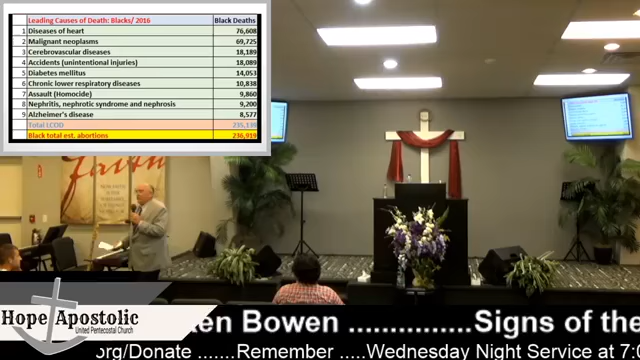 Leading Causes of Death: Blacks/ 2016 Black Deaths
1 Diseases of heart 76,608
2 Malignant neoplasms 69,725
3 Cerebrovascular diseases 18,189
4 Accidents (unintentional injuries) 18,089
5 Diabetes mellitus 14,053
6 Chronic lower respiratory diseases 10,838
7 Assault (Homocide) 9,860
8 Nephritis, nephrotic syndrome and nephrosis 9,200
9 Alzheimer's disease 8,577
Total LCOD
Black total est. abortions 236,919
Faith
Hope Apostolic
United Pentecostal Church
en Bowen ...............Signs of the
org/Donate ......Remember .....Wednesday Night Service at 7: